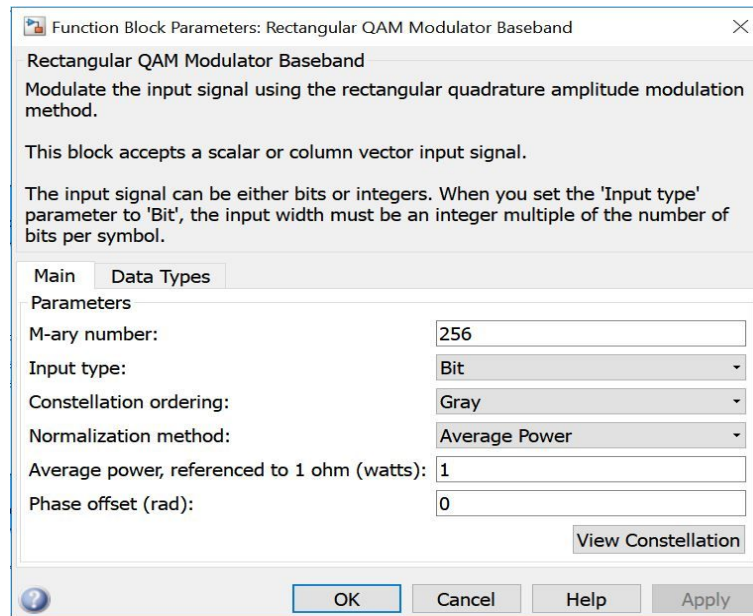 Function Block Parameters: Rectangular QAM Modulator Baseband
Rectangular QAM Modulator Baseband
Modulate the input signal using the rectangular quadrature amplitude modulation
method.
This block accepts a scalar or column vector input signal.
The input signal can be either bits or integers. When you set the 'Input type'
parameter to 'Bit', the input width must be an integer multiple of the number of
bits per symbol.
Main Data Types
Parameters
M-ary number: 256
Input type: Bit
Constellation ordering: Gray
Normalization method: Average Power
Average power, referenced to 1 ohm (watts): 1
Phase offset (rad): 0
View Constellation
? OK Cancel Help Apply